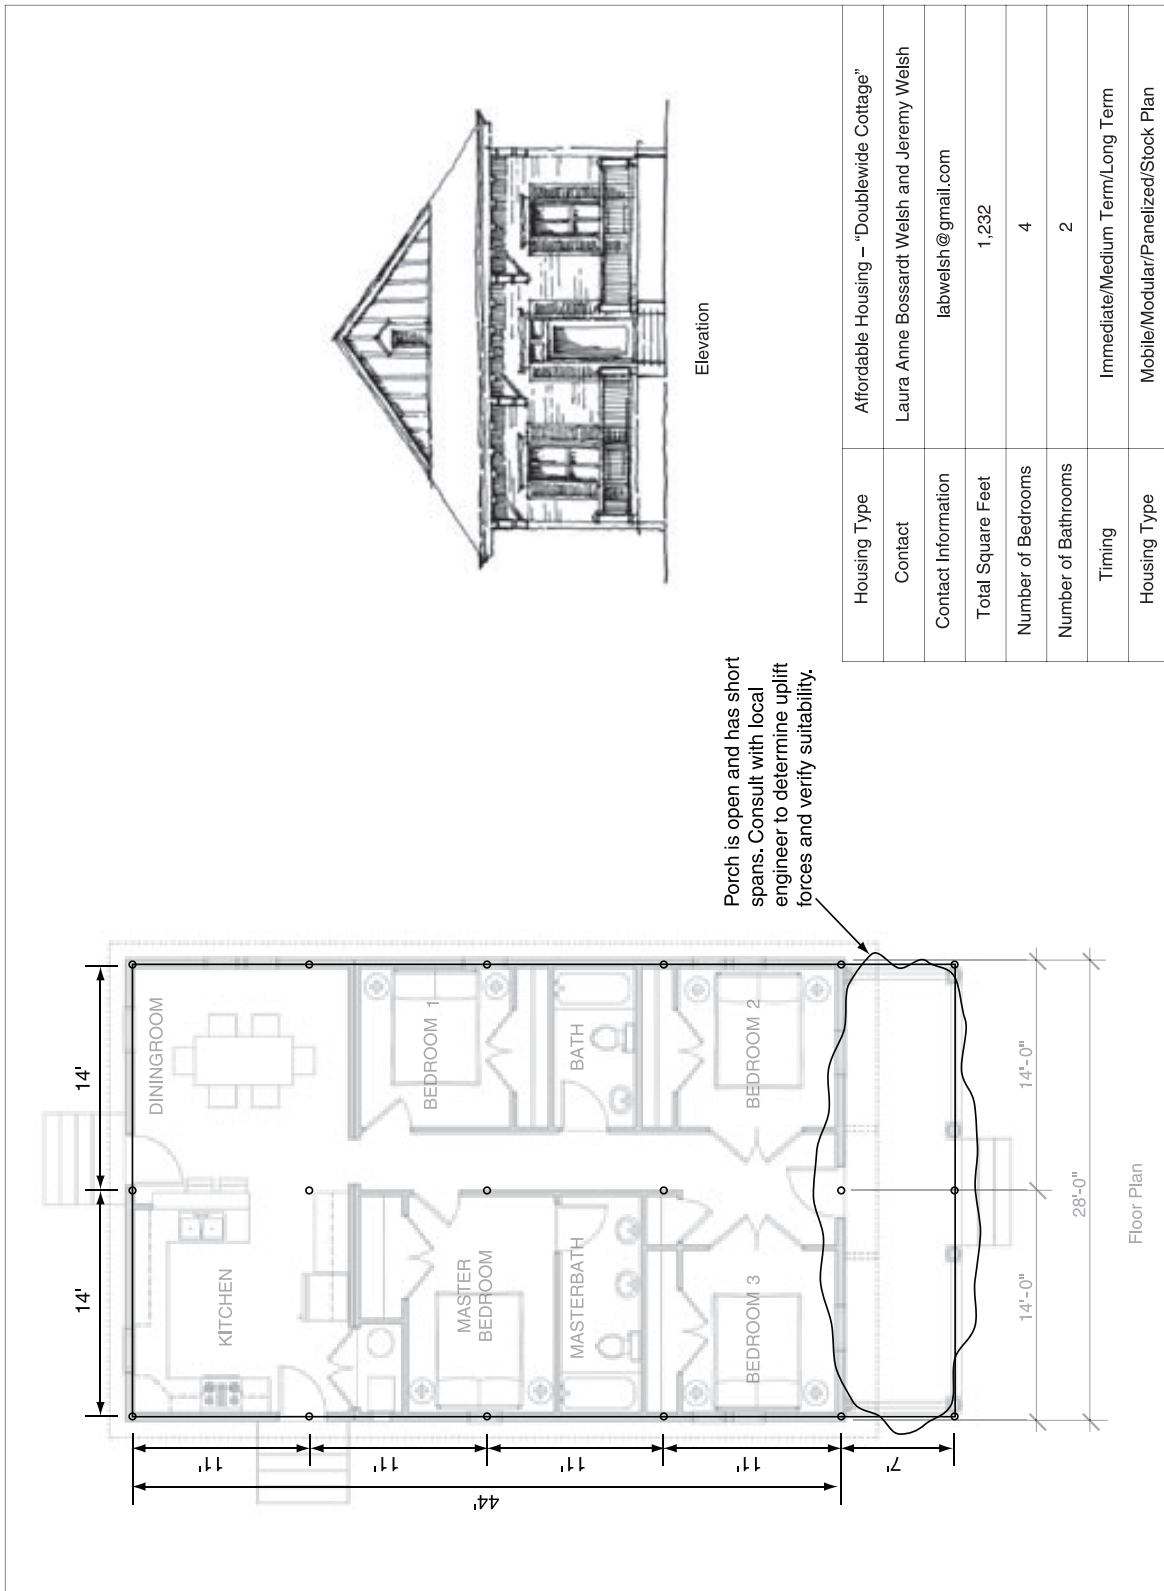 Elevation
Housing Type Affordable Housing – “Doublewide Cottage”
Contact Laura Anne Bossardt Welsh and Jeremy Welsh
Contact Information labwelsh@gmail.com
Total Square Feet 1,232
Number of Bedrooms 4
Number of Bathrooms 2
Timing Immediate/Medium Term/Long Term
Housing Type Mobile/Modular/Panelized/Stock Plan
Porch is open and has short
spans. Consult with local
engineer to determine uplift
forces and verify suitability.
14'
14'
DININGROOM
KITCHEN
BEDROOM 1
MASTER
BEDROOM
BATH
MASTERBATH
BEDROOM 2
BEDROOM 3
11'
11'
11'
11'
7'
44'
14'-0"
14'-0"
28'-0"
Floor Plan